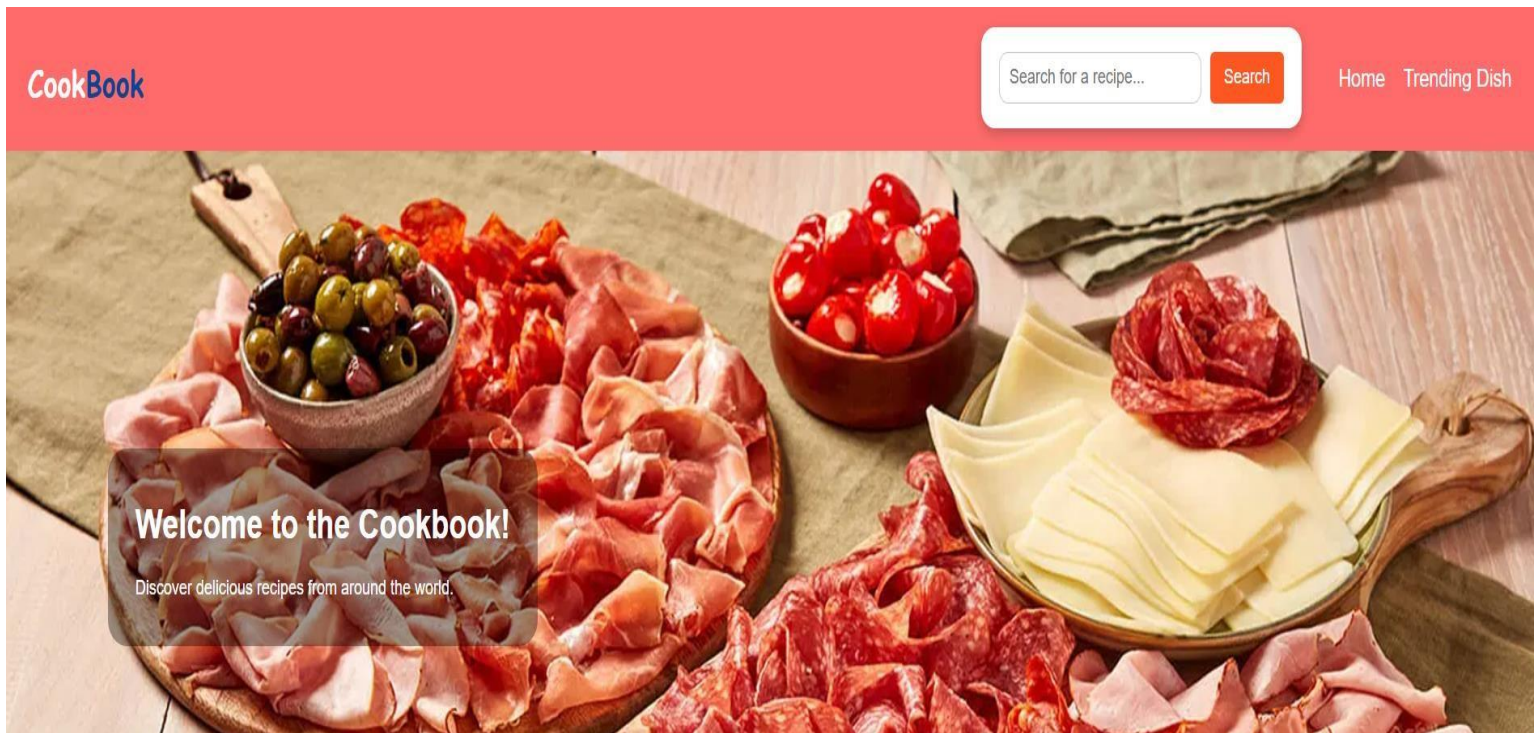 CookBook
Search for a recipe...
Search
Home
Trending Dish
Welcome to the Cookbook!
Discover delicious recipes from around the world.